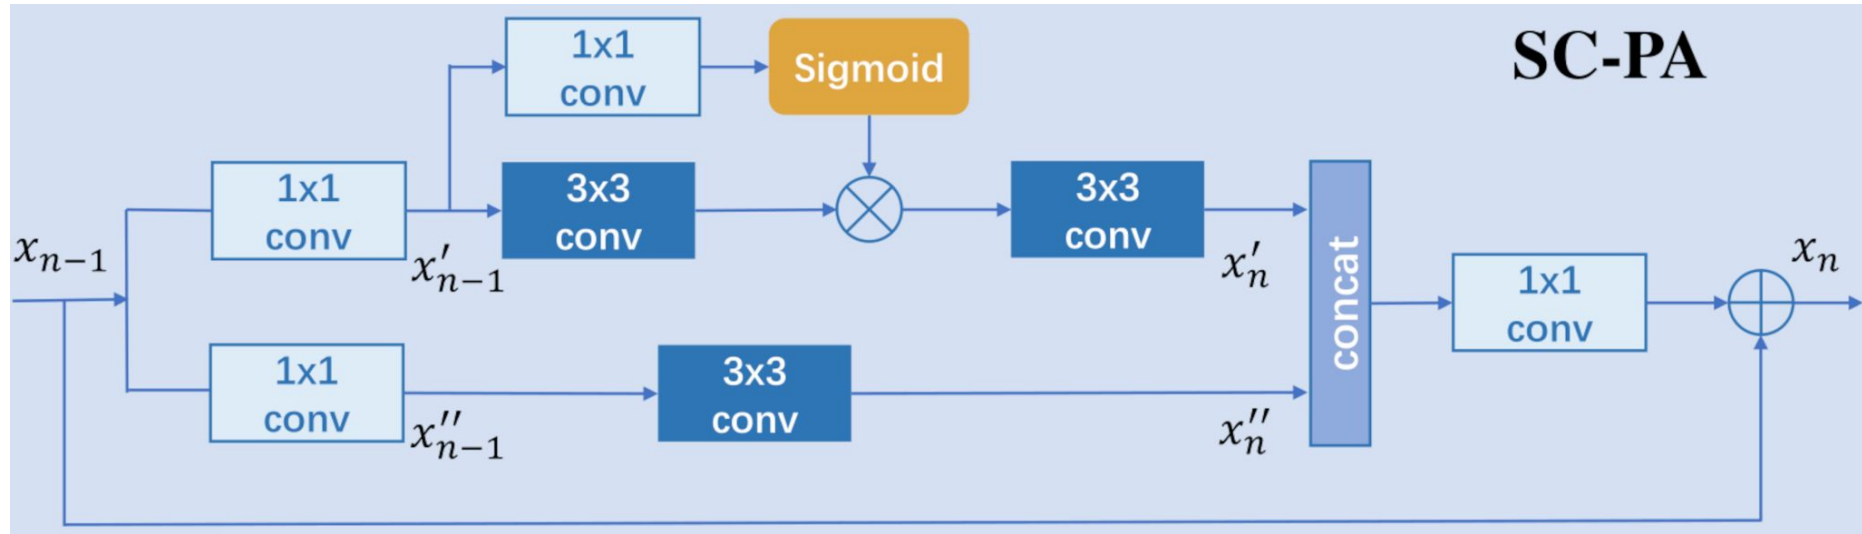 SC-PA
1x1
conv
Sigmoid
1x1
conv
3x3
conv
3x3
conv
x_{n-1}
x'_{n-1}
x'_n
concat
1x1
conv
x_n
1x1
conv
3x3
conv
x''_{n-1}
x''_n